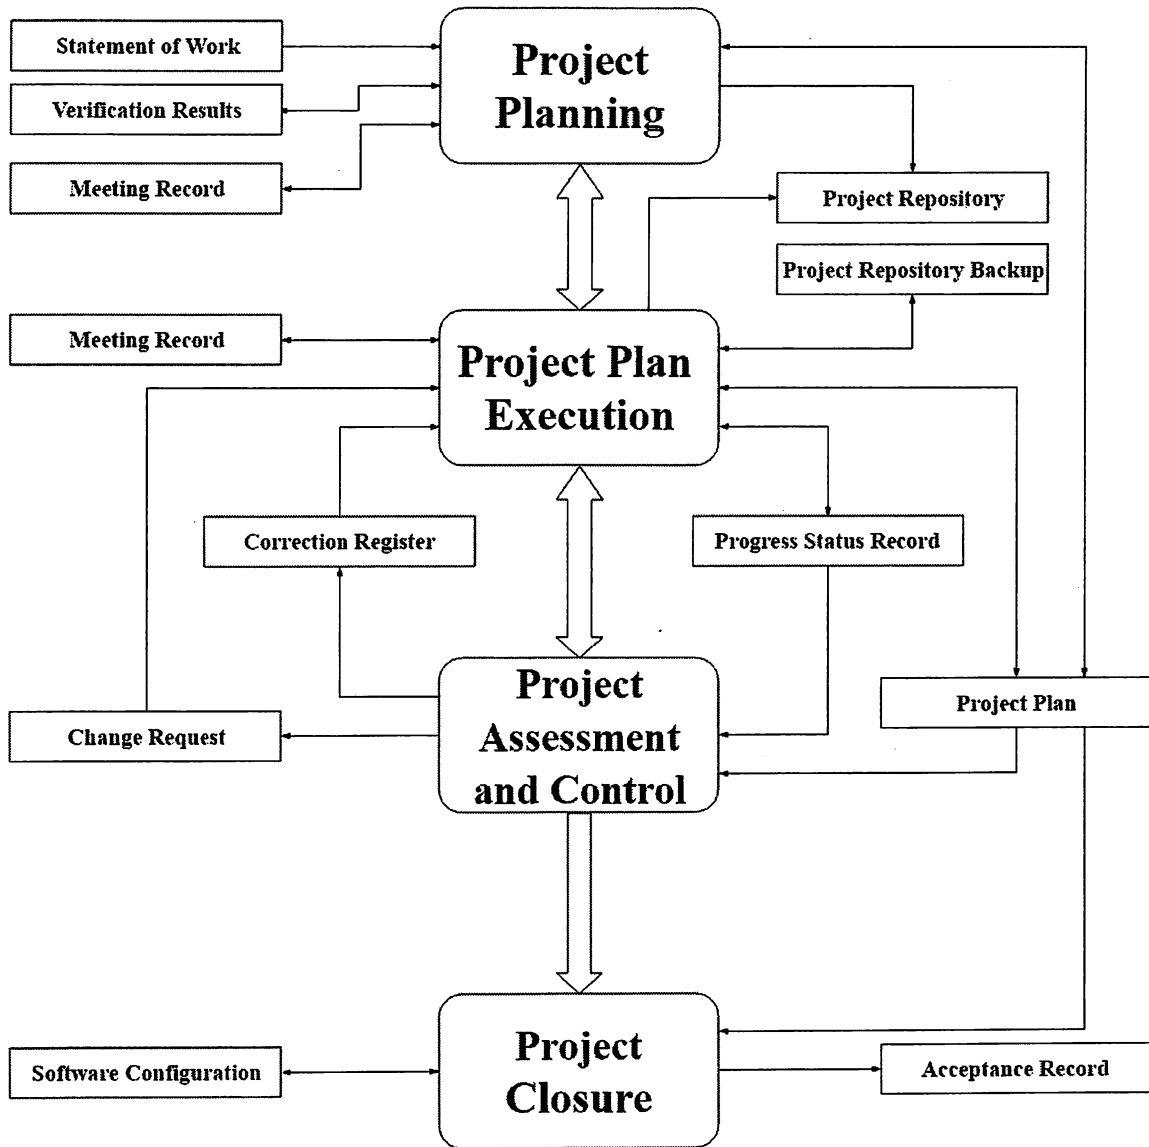 Statement of Work
Project
Planning
Verification Results
Meeting Record
Project Repository
Project Repository Backup
Meeting Record
Project Plan
Execution
Correction Register
Progress Status Record
Project
Assessment
and Control
Project Plan
Change Request
Project
Closure
Software Configuration
Acceptance Record